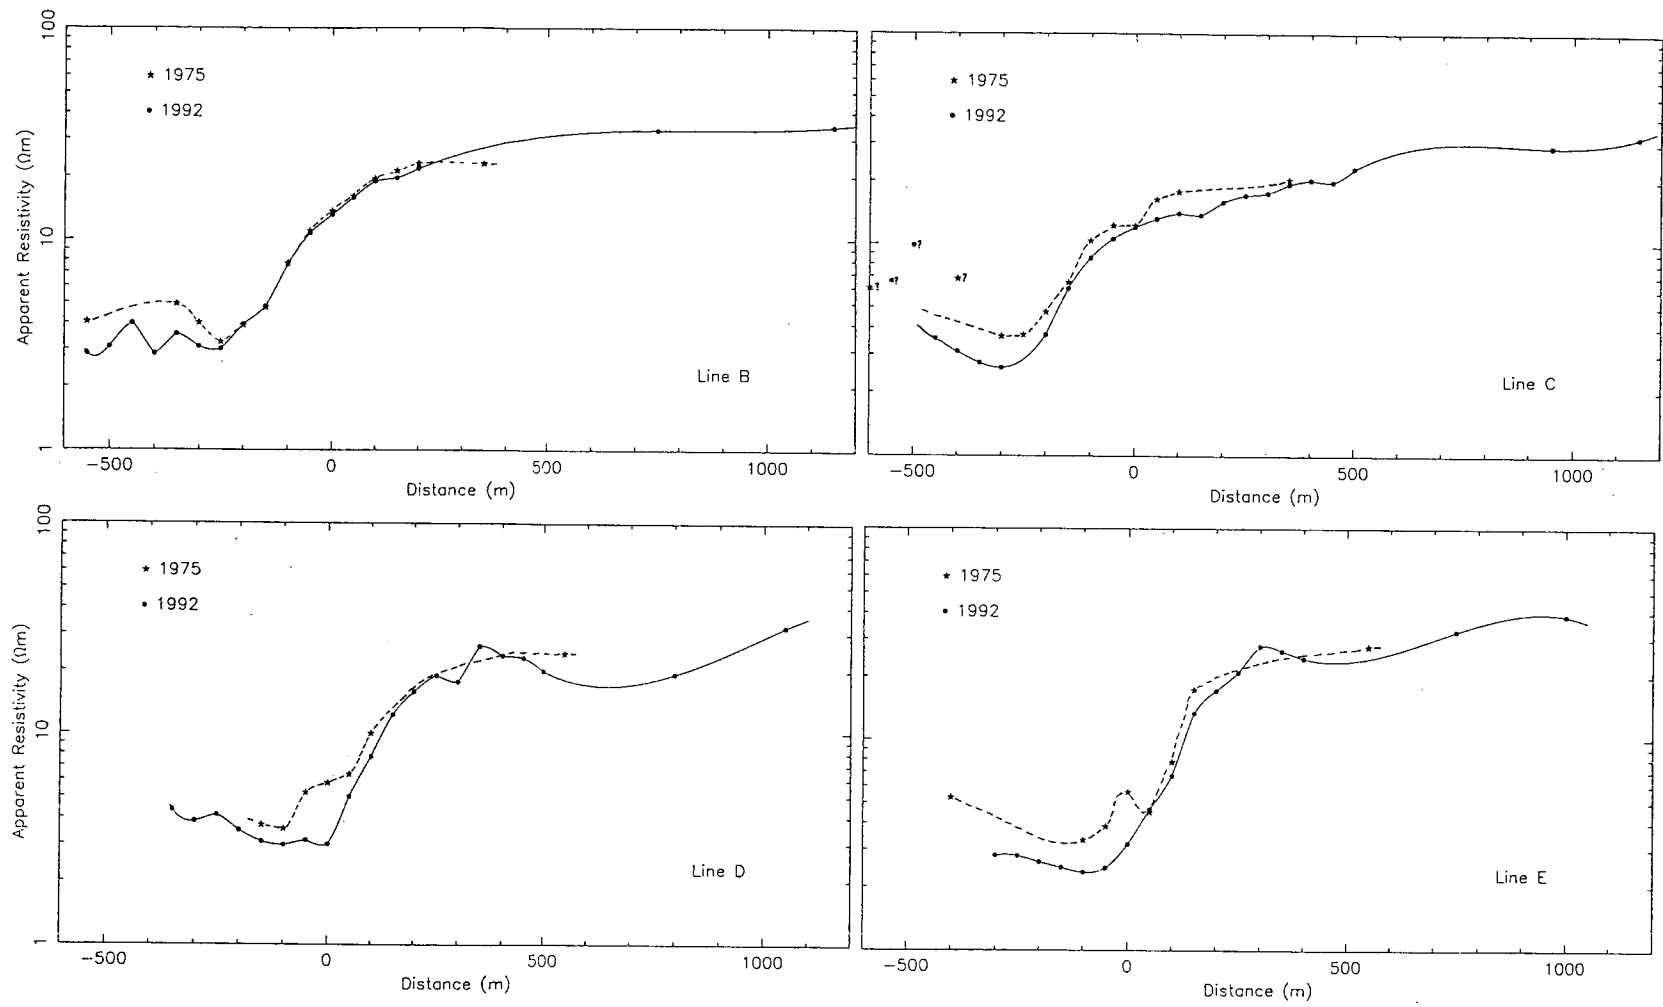 100
10
1
Apparent Resistivity (Ωm)
★ 1975
• 1992
Line B
−500 0 500 1000
Distance (m)
★ 1975
• 1992
•?
★? •? ★?
Line C
−500 0 500 1000
Distance (m)
100
10
1
Apparent Resistivity (Ωm)
★ 1975
• 1992
Line D
−500 0 500 1000
Distance (m)
★ 1975
• 1992
Line E
−500 0 500 1000
Distance (m)